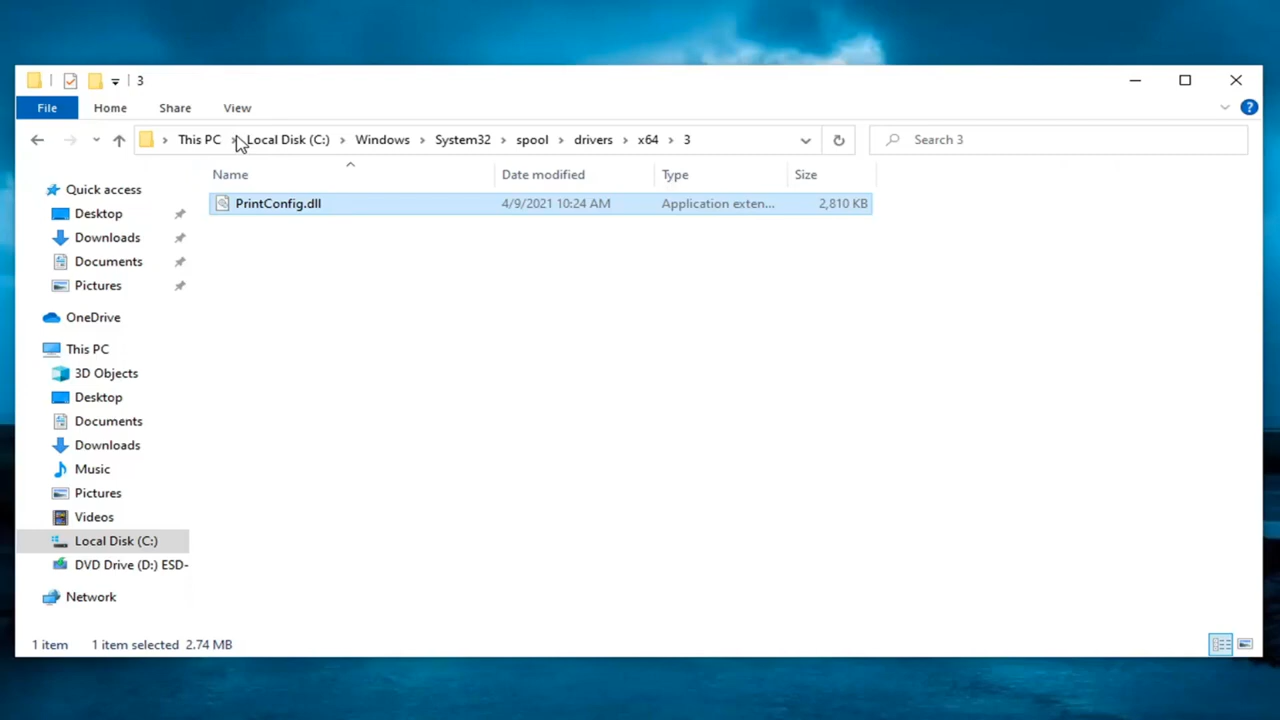 3
File Home Share View
This PC Local Disk (C:) Windows System32 spool drivers x64 3 Search 3
Name Date modified Type Size
PrintConfig.dll 4/9/2021 10:24 AM Application exten... 2,810 KB
Quick access
Desktop
Downloads
Documents
Pictures
OneDrive
This PC
3D Objects
Desktop
Documents
Downloads
Music
Pictures
Videos
Local Disk (C:)
DVD Drive (D:) ESD-
Network
1 item 1 item selected 2.74 MB